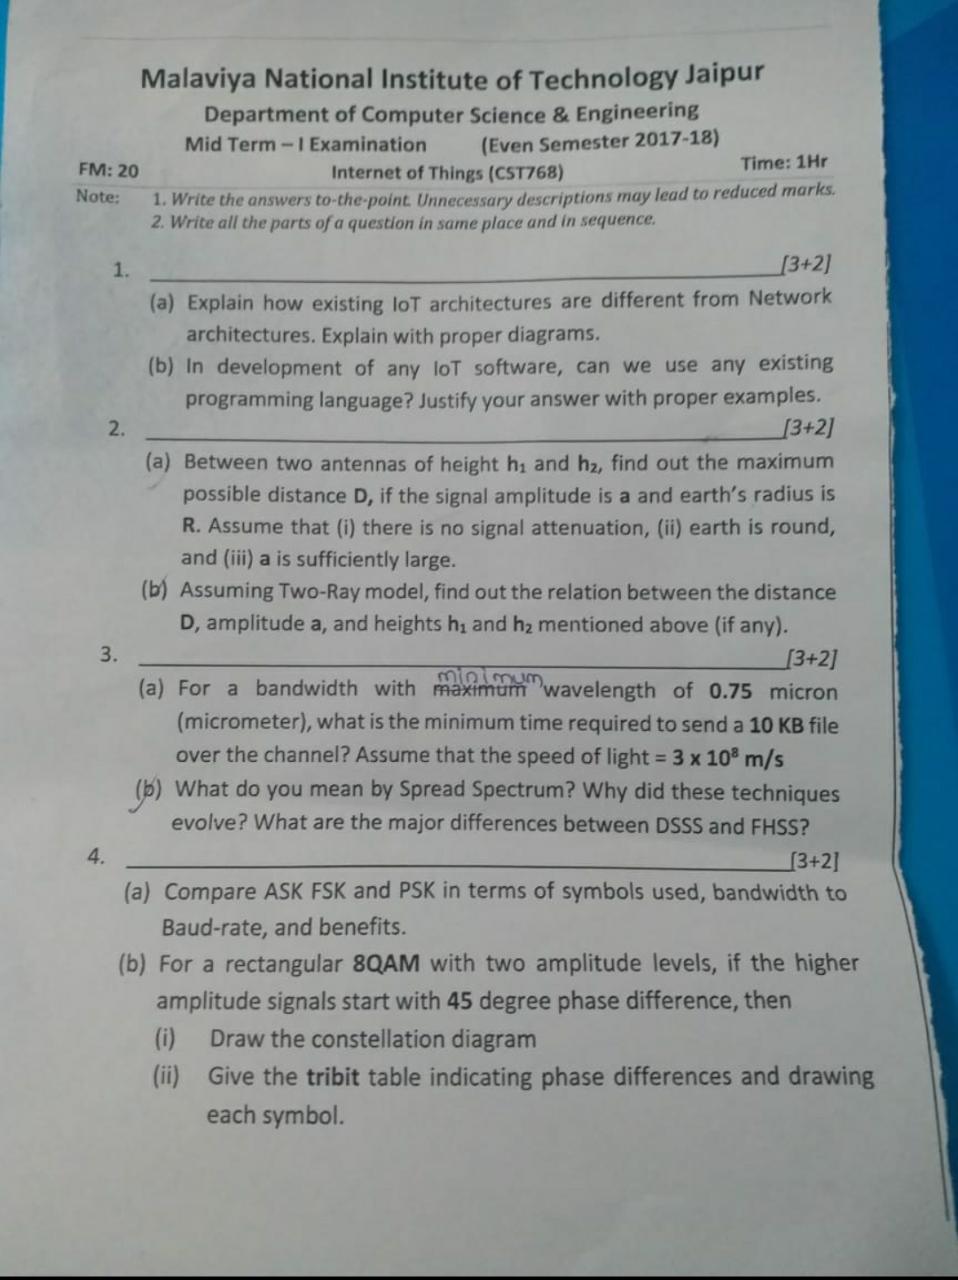 Malaviya National Institute of Technology Jaipur
Department of Computer Science & Engineering
Mid Term – I Examination (Even Semester 2017-18)
FM: 20 Internet of Things (CST768) Time: 1Hr
Note: 1. Write the answers to-the-point. Unnecessary descriptions may lead to reduced marks.
2. Write all the parts of a question in same place and in sequence.
1. [3+2]
(a) Explain how existing IoT architectures are different from Network
architectures. Explain with proper diagrams.
(b) In development of any IoT software, can we use any existing
programming language? Justify your answer with proper examples.
2. [3+2]
(a) Between two antennas of height h₁ and h₂, find out the maximum
possible distance D, if the signal amplitude is a and earth's radius is
R. Assume that (i) there is no signal attenuation, (ii) earth is round,
and (iii) a is sufficiently large.
(b) Assuming Two-Ray model, find out the relation between the distance
D, amplitude a, and heights h₁ and h₂ mentioned above (if any).
3. [3+2]
minimum
(a) For a bandwidth with maximum wavelength of 0.75 micron
(micrometer), what is the minimum time required to send a 10 KB file
over the channel? Assume that the speed of light = 3 x 10⁸ m/s
(b) What do you mean by Spread Spectrum? Why did these techniques
evolve? What are the major differences between DSSS and FHSS?
4. [3+2]
(a) Compare ASK FSK and PSK in terms of symbols used, bandwidth to
Baud-rate, and benefits.
(b) For a rectangular 8QAM with two amplitude levels, if the higher
amplitude signals start with 45 degree phase difference, then
(i) Draw the constellation diagram
(ii) Give the tribit table indicating phase differences and drawing
each symbol.